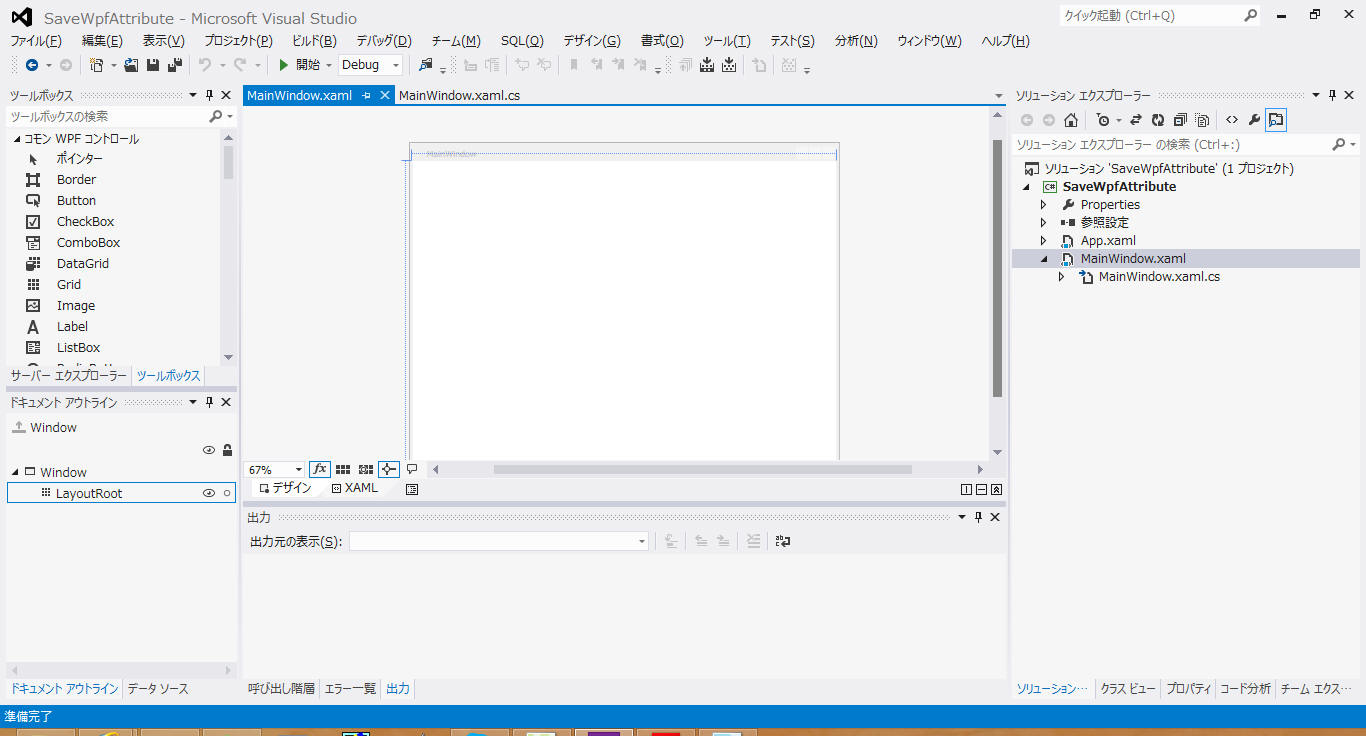 SaveWpfAttribute - Microsoft Visual Studio
クイック起動 (Ctrl+Q)
ファイル(F) 編集(E) 表示(V) プロジェクト(P) ビルド(B) デバッグ(D) チーム(M) SQL(Q) デザイン(G) 書式(O) ツール(T) テスト(S) 分析(N) ウィンドウ(W) ヘルプ(H)
開始 Debug
ツールボックス
ツールボックスの検索
コモン WPF コントロール
ポインター
Border
Button
CheckBox
ComboBox
DataGrid
Grid
Image
Label
ListBox
サーバー エクスプローラー ツールボックス
ドキュメント アウトライン
Window
Window
LayoutRoot
ドキュメント アウトライン データ ソース
MainWindow.xaml MainWindow.xaml.cs
MainWindow
67%
デザイン XAML
出力
出力元の表示(S):
呼び出し階層 エラー一覧 出力
ソリューション エクスプローラー
ソリューション エクスプローラー の検索 (Ctrl+:)
ソリューション 'SaveWpfAttribute' (1 プロジェクト)
C# SaveWpfAttribute
Properties
参照設定
App.xaml
MainWindow.xaml
MainWindow.xaml.cs
ソリューション… クラス ビュー プロパティ コード分析 チーム エクス…
準備完了